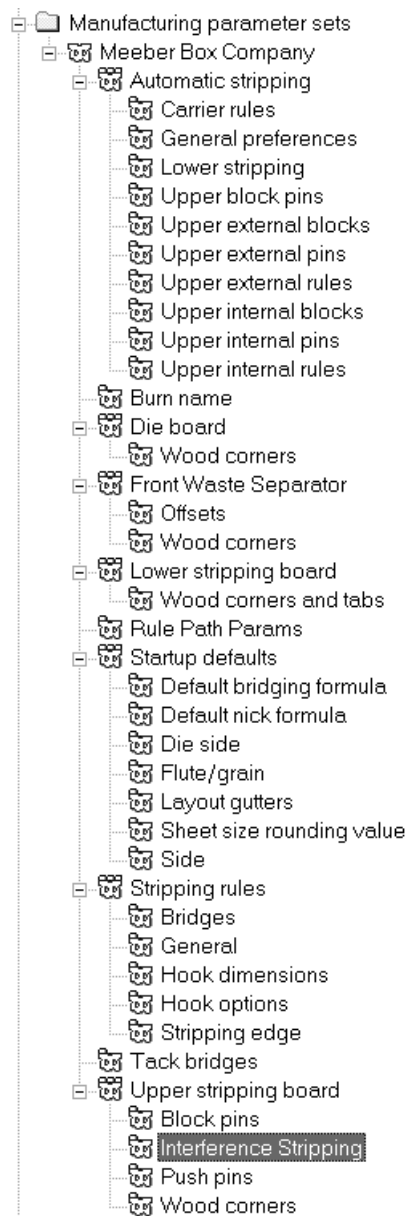 Manufacturing parameter sets
Meeber Box Company
Automatic stripping
Carrier rules
General preferences
Lower stripping
Upper block pins
Upper external blocks
Upper external pins
Upper external rules
Upper internal blocks
Upper internal pins
Upper internal rules
Burn name
Die board
Wood corners
Front Waste Separator
Offsets
Wood corners
Lower stripping board
Wood corners and tabs
Rule Path Params
Startup defaults
Default bridging formula
Default nick formula
Die side
Flute/grain
Layout gutters
Sheet size rounding value
Side
Stripping rules
Bridges
General
Hook dimensions
Hook options
Stripping edge
Tack bridges
Upper stripping board
Block pins
Interference Stripping
Push pins
Wood corners